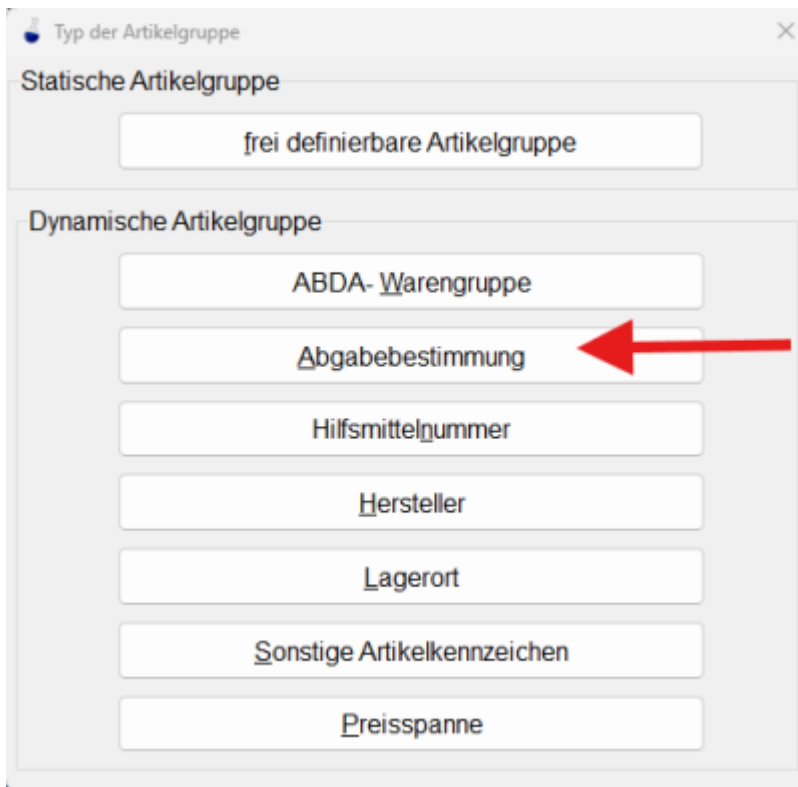 Typ der Artikelgruppe
Statische Artikelgruppe
frei definierbare Artikelgruppe
Dynamische Artikelgruppe
ABDA- Warengruppe
Abgabebestimmung
Hilfsmittelnummer
Hersteller
Lagerort
Sonstige Artikelkennzeichen
Preisspanne